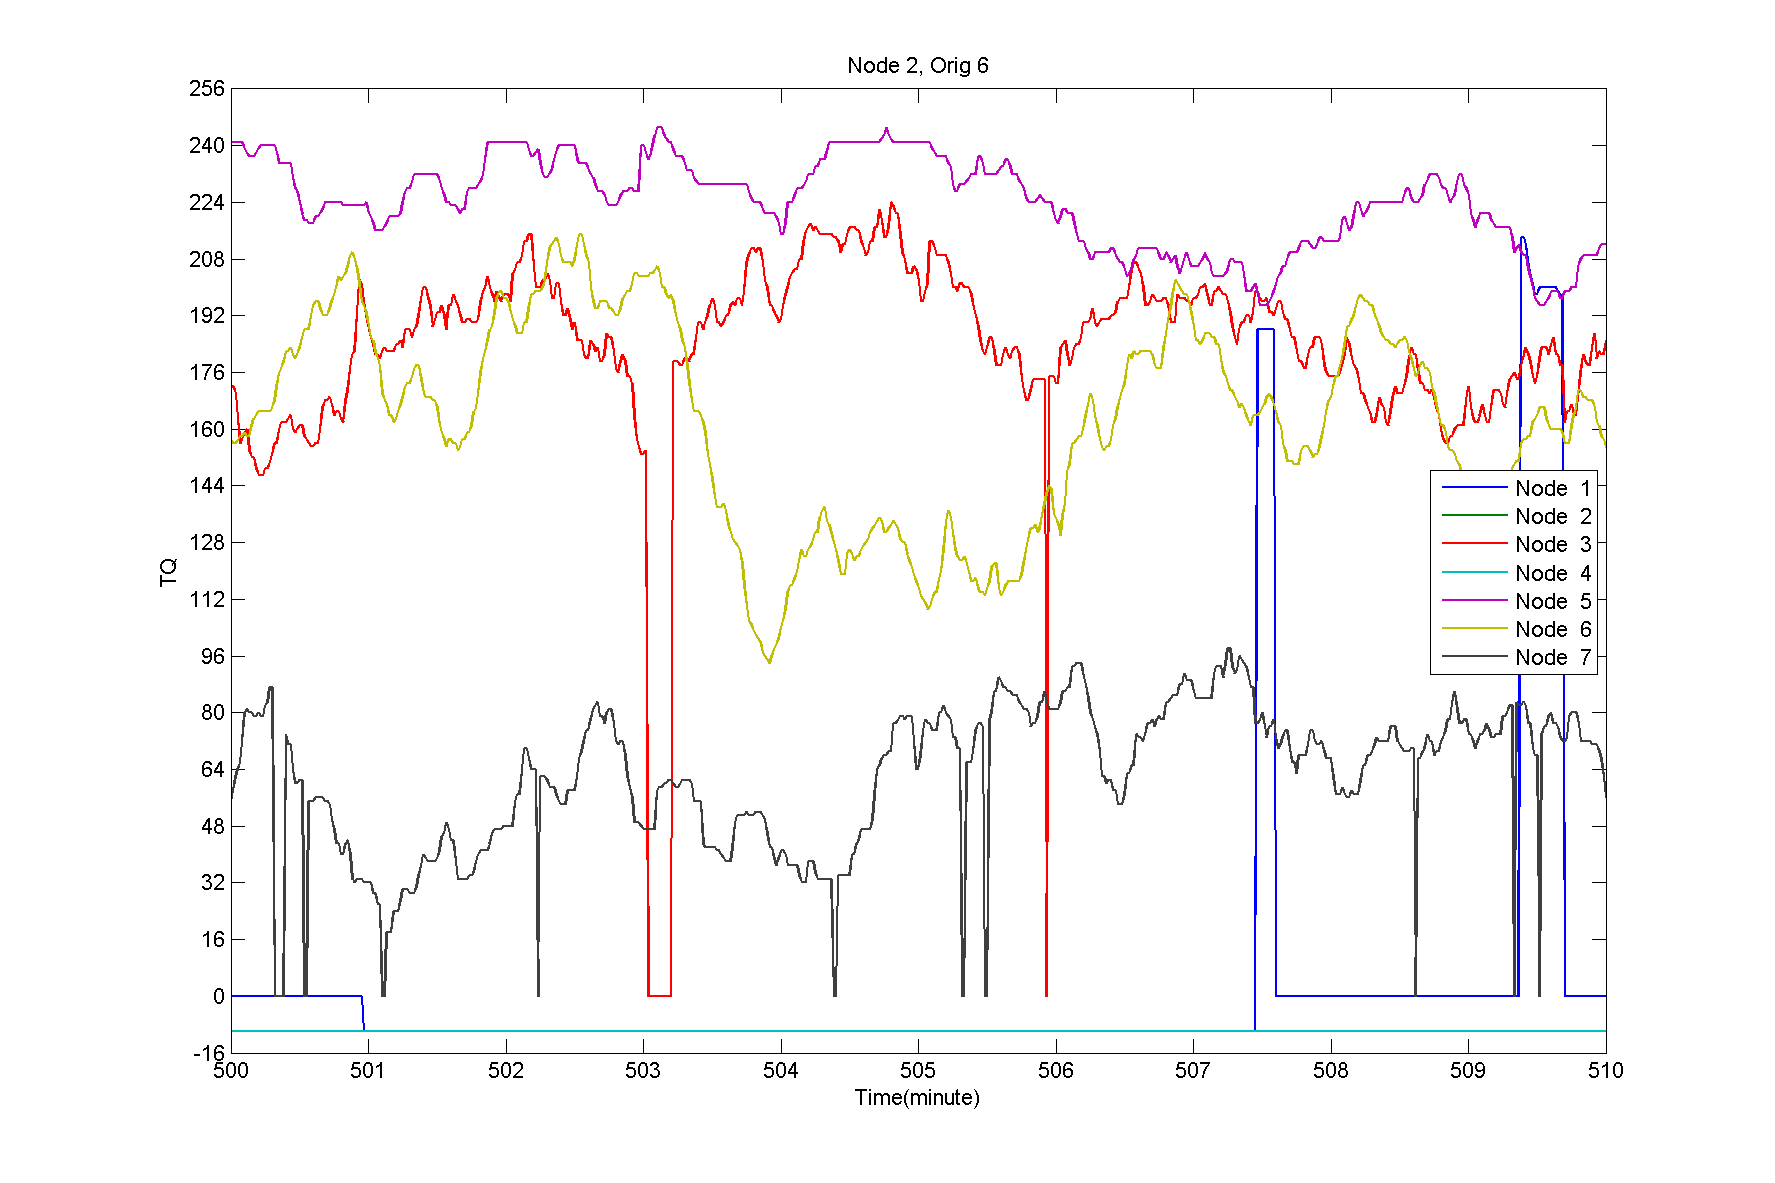 Node 2, Orig 6
256
240
224
208
192
176
160
144
128
112
96
80
64
48
32
16
0
-16
TQ
Node 1
Node 2
Node 3
Node 4
Node 5
Node 6
Node 7
500 501 502 503 504 505 506 507 508 509 510
Time(minute)